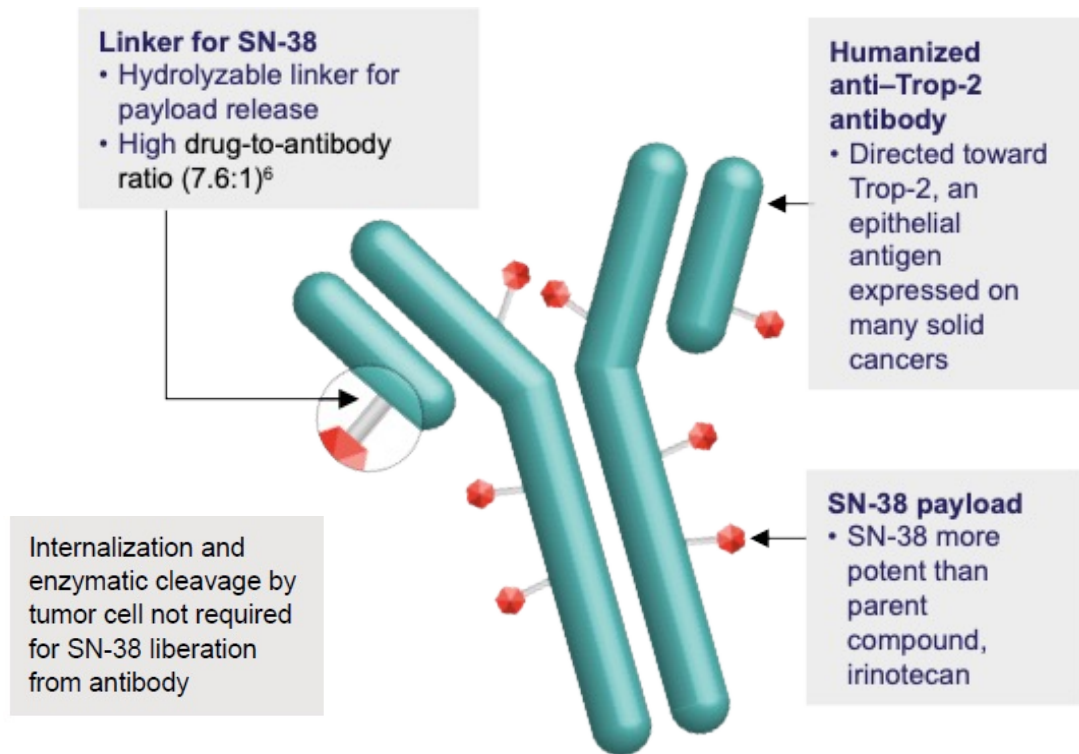 Linker for SN-38
• Hydrolyzable linker for
payload release
• High drug-to-antibody
ratio (7.6:1)⁶
Humanized
anti–Trop-2
antibody
• Directed toward
Trop-2, an
epithelial
antigen
expressed on
many solid
cancers
Internalization and
enzymatic cleavage by
tumor cell not required
for SN-38 liberation
from antibody
SN-38 payload
• SN-38 more
potent than
parent
compound,
irinotecan